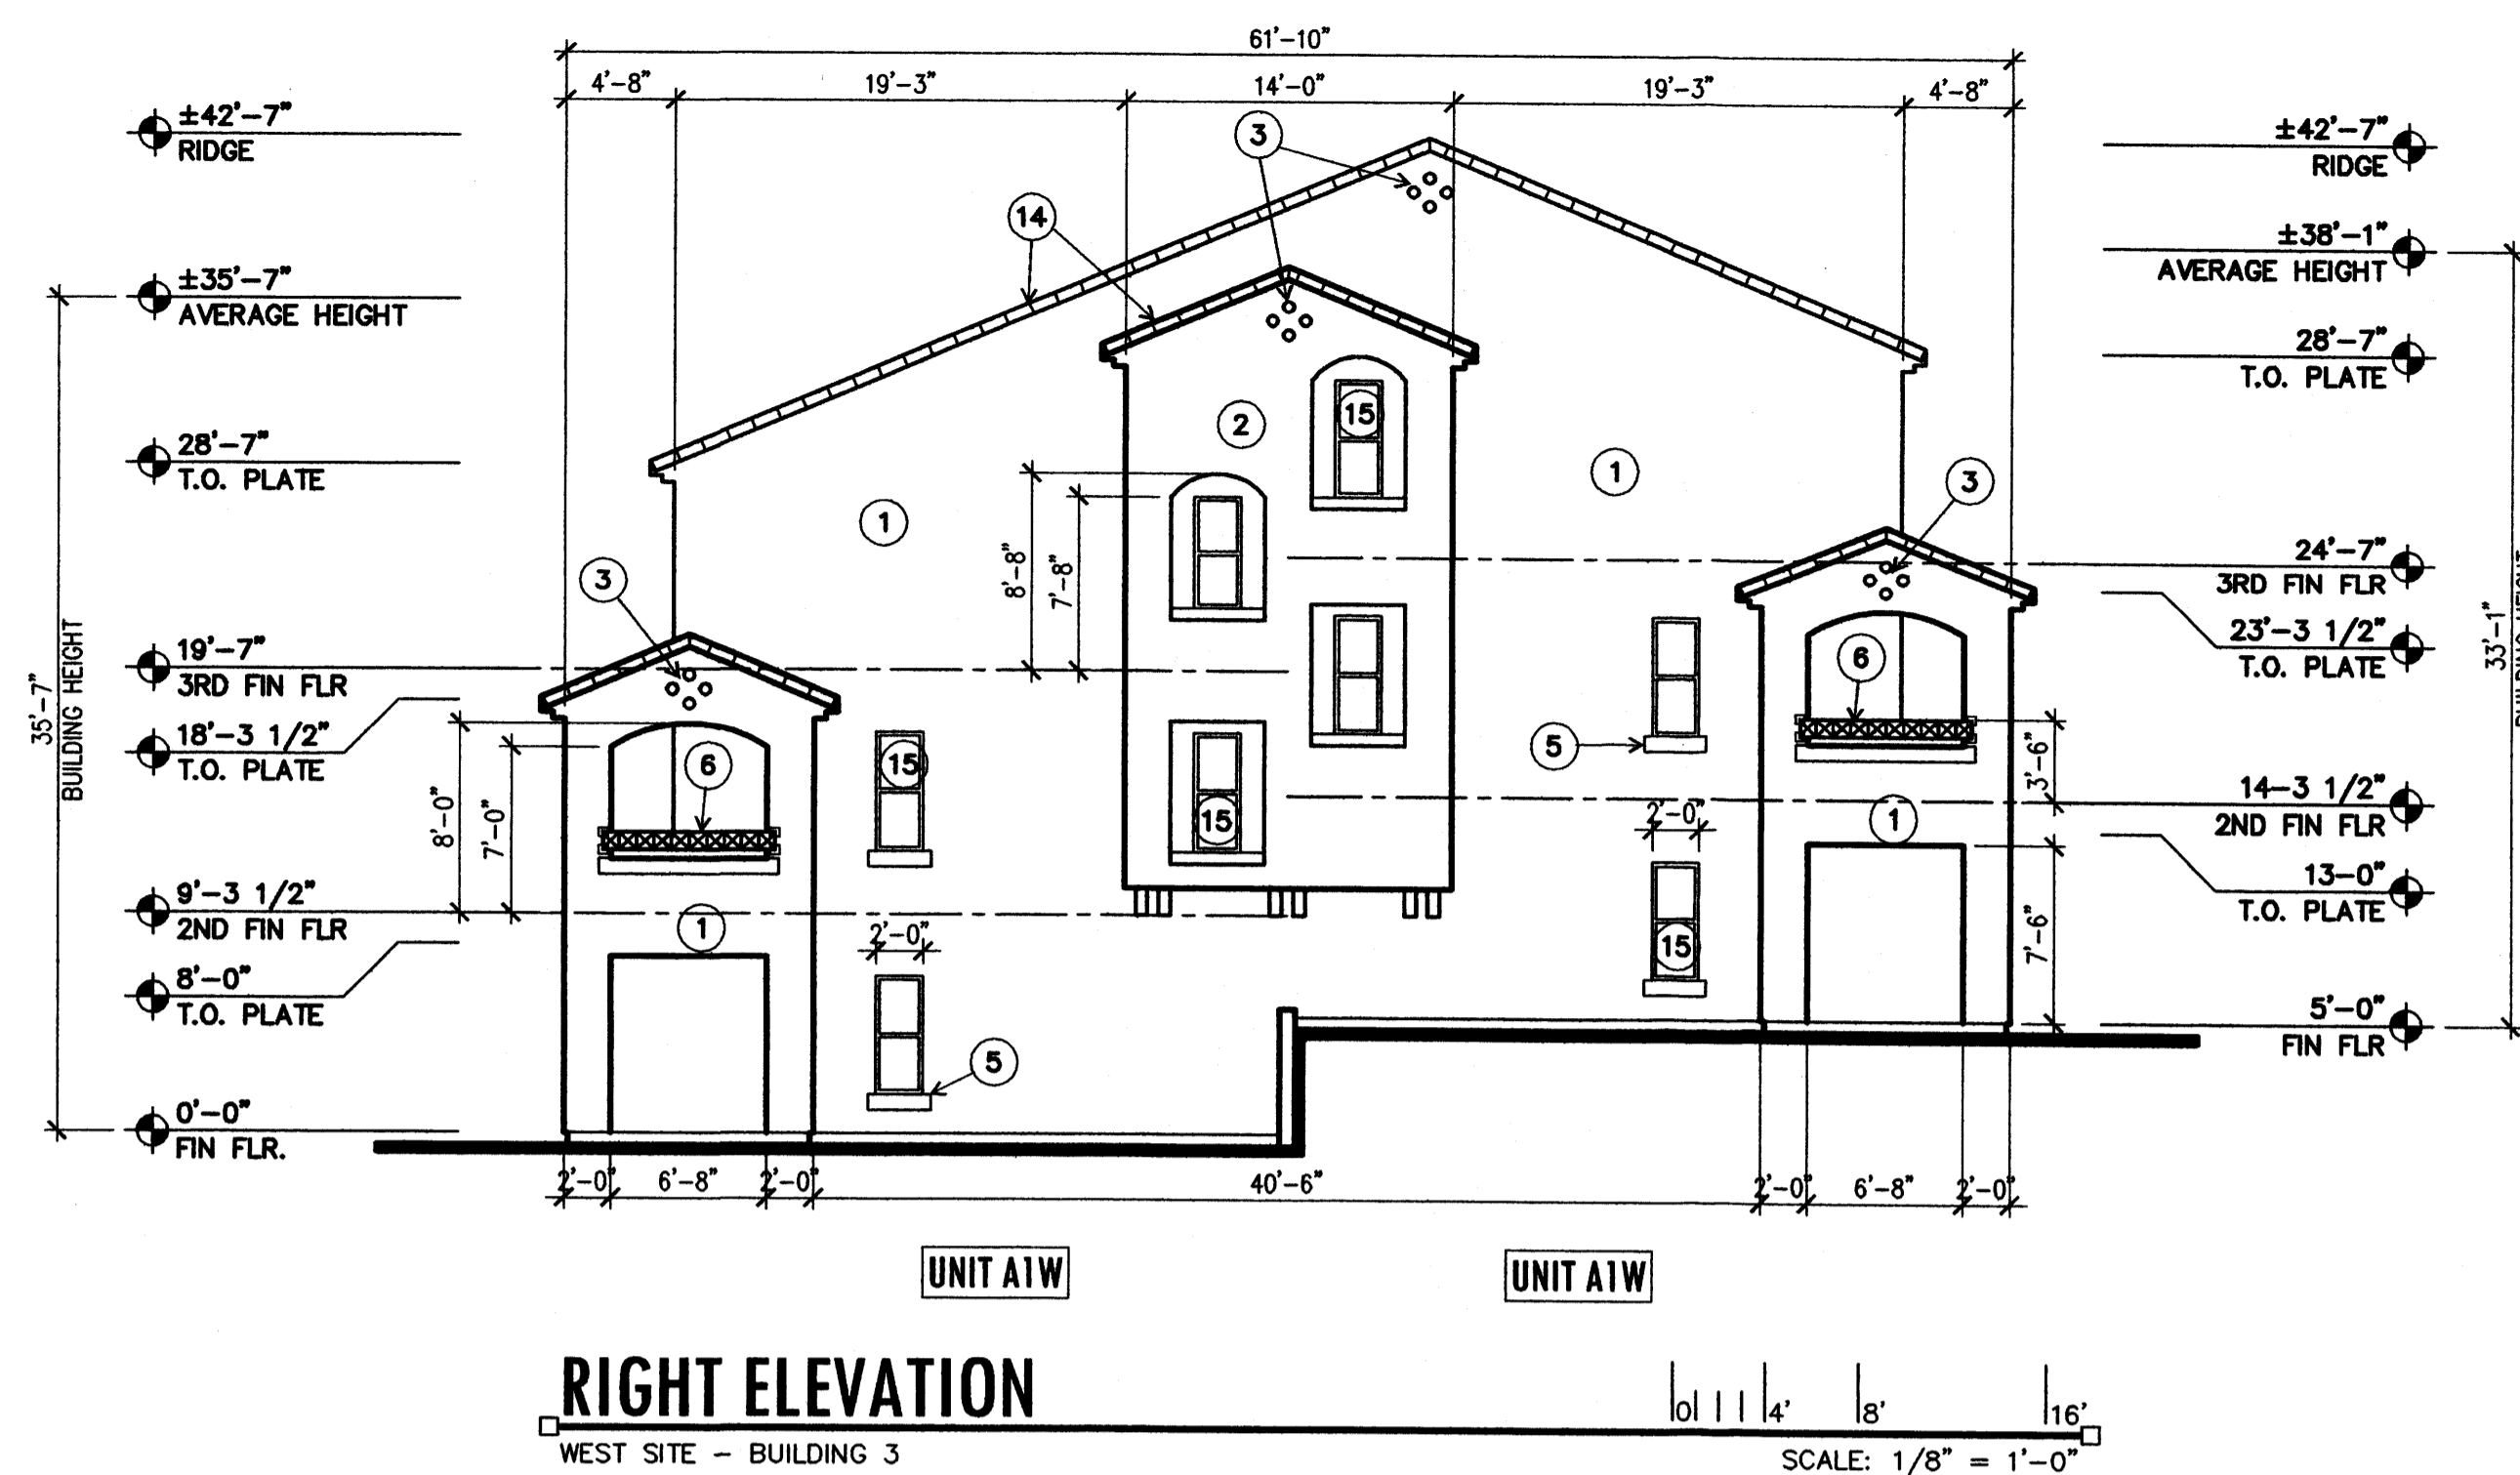 61'-10"
4'-8" 19'-3" 14'-0" 19'-3" 4'-8"
±42'-7"
RIDGE
±35'-7"
AVERAGE HEIGHT
28'-7"
T.O. PLATE
19'-7"
3RD FIN FLR
18'-3 1/2"
T.O. PLATE
9'-3 1/2"
2ND FIN FLR
8'-0"
T.O. PLATE
0'-0"
FIN FLR.
35'-7"
BUILDING HEIGHT
3
14
2
15
1
1
3
3
8'-8"
7'-8"
6
15
8'-0"
7'-0"
15
6
5
3'-6"
2'-0"
1
1
2'-0"
15
7'-6"
5
±42'-7"
RIDGE
±38'-1"
AVERAGE HEIGHT
28'-7"
T.O. PLATE
24'-7"
3RD FIN FLR
23'-3 1/2"
T.O. PLATE
14-3 1/2"
2ND FIN FLR
13-0"
T.O. PLATE
5'-0"
FIN FLR
33'-1"
2'-0" 6'-8" 2'-0" 40'-6" 2'-0" 6'-8" 2'-0"
UNIT A1W UNIT A1W
RIGHT ELEVATION
WEST SITE - BUILDING 3
0 4' 8' 16'
SCALE: 1/8" = 1'-0"